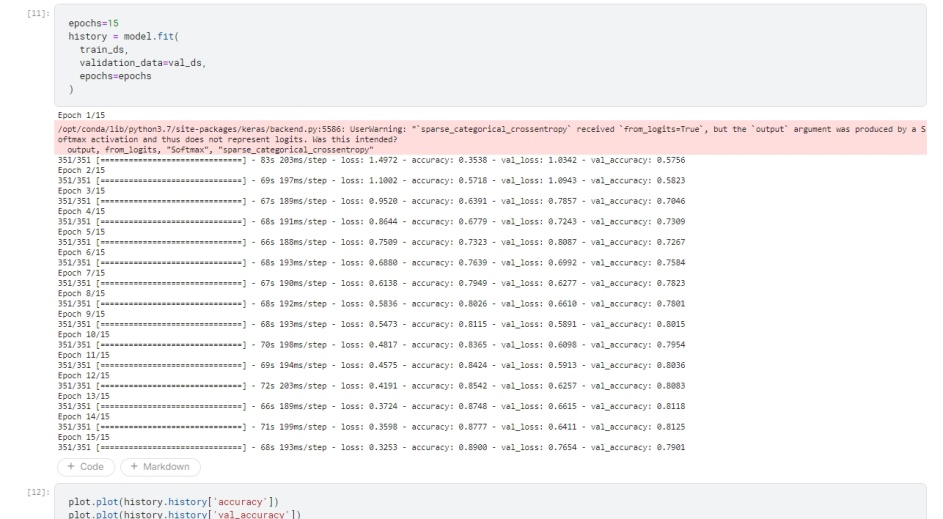 [11]:
epochs=15
history = model.fit(
train_ds,
validation_data=val_ds,
epochs=epochs
)
Epoch 1/15
/opt/conda/lib/python3.7/site-packages/keras/backend.py:5586: UserWarning: "`sparse_categorical_crossentropy` received `from_logits=True`, but the `output` argument was produced by a S
oftmax activation and thus does not represent logits. Was this intended?
output, from_logits, "Softmax", "sparse_categorical_crossentropy"
351/351 [==============================] - 83s 203ms/step - loss: 1.4972 - accuracy: 0.3538 - val_loss: 1.0342 - val_accuracy: 0.5756
Epoch 2/15
351/351 [==============================] - 69s 197ms/step - loss: 1.1002 - accuracy: 0.5718 - val_loss: 1.0943 - val_accuracy: 0.5823
Epoch 3/15
351/351 [==============================] - 67s 189ms/step - loss: 0.9520 - accuracy: 0.6391 - val_loss: 0.7857 - val_accuracy: 0.7046
Epoch 4/15
351/351 [==============================] - 68s 191ms/step - loss: 0.8644 - accuracy: 0.6779 - val_loss: 0.7243 - val_accuracy: 0.7309
Epoch 5/15
351/351 [==============================] - 66s 188ms/step - loss: 0.7509 - accuracy: 0.7323 - val_loss: 0.8087 - val_accuracy: 0.7267
Epoch 6/15
351/351 [==============================] - 68s 193ms/step - loss: 0.6880 - accuracy: 0.7639 - val_loss: 0.6992 - val_accuracy: 0.7584
Epoch 7/15
351/351 [==============================] - 67s 190ms/step - loss: 0.6138 - accuracy: 0.7949 - val_loss: 0.6277 - val_accuracy: 0.7823
Epoch 8/15
351/351 [==============================] - 68s 192ms/step - loss: 0.5836 - accuracy: 0.8026 - val_loss: 0.6610 - val_accuracy: 0.7801
Epoch 9/15
351/351 [==============================] - 68s 193ms/step - loss: 0.5473 - accuracy: 0.8115 - val_loss: 0.5891 - val_accuracy: 0.8015
Epoch 10/15
351/351 [==============================] - 70s 198ms/step - loss: 0.4817 - accuracy: 0.8365 - val_loss: 0.6098 - val_accuracy: 0.7954
Epoch 11/15
351/351 [==============================] - 69s 194ms/step - loss: 0.4575 - accuracy: 0.8424 - val_loss: 0.5913 - val_accuracy: 0.8036
Epoch 12/15
351/351 [==============================] - 72s 203ms/step - loss: 0.4191 - accuracy: 0.8542 - val_loss: 0.6257 - val_accuracy: 0.8083
Epoch 13/15
351/351 [==============================] - 66s 189ms/step - loss: 0.3724 - accuracy: 0.8748 - val_loss: 0.6615 - val_accuracy: 0.8118
Epoch 14/15
351/351 [==============================] - 71s 199ms/step - loss: 0.3598 - accuracy: 0.8777 - val_loss: 0.6411 - val_accuracy: 0.8125
Epoch 15/15
351/351 [==============================] - 68s 193ms/step - loss: 0.3253 - accuracy: 0.8900 - val_loss: 0.7654 - val_accuracy: 0.7901
+ Code + Markdown
[12]:
plot.plot(history.history['accuracy'])
plot.plot(history.history['val_accuracy'])